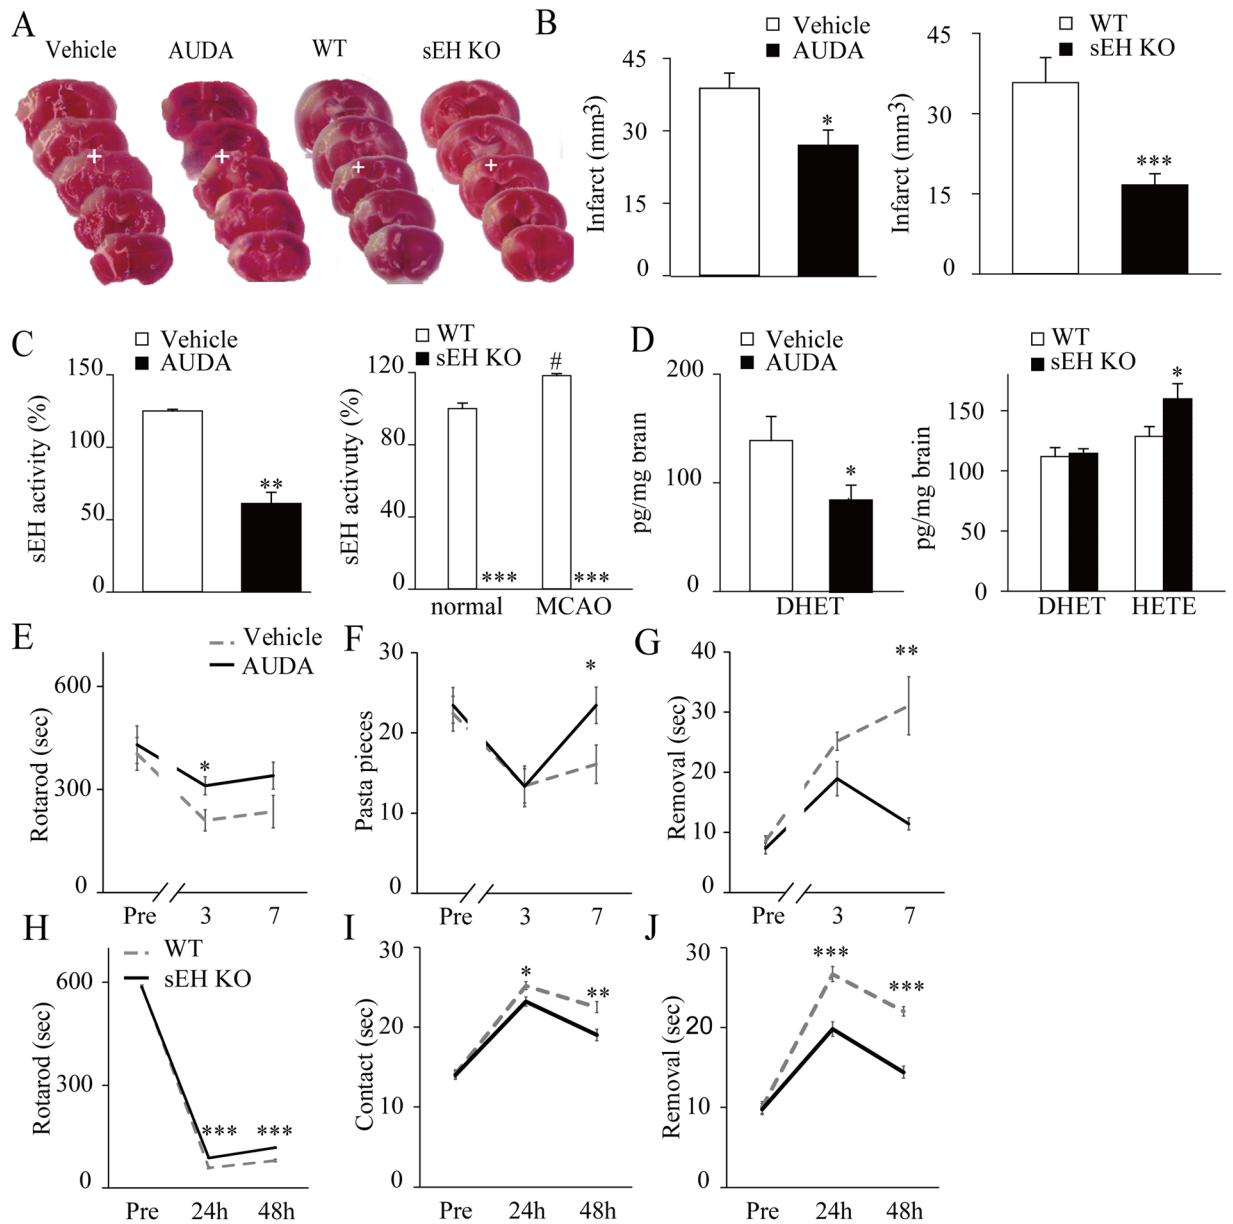 A
Vehicle AUDA WT sEH KO
+ + + +
B
Vehicle
AUDA
Infarct (mm3)
45
30
15
0
*
WT
sEH KO
Infarct (mm3)
45
30
15
0
***
C
Vehicle
AUDA
sEH activity (%)
150
100
50
0
**
WT
sEH KO
sEH activuty (%)
120
80
40
0
#
*** ***
normal MCAO
D
Vehicle
AUDA
pg/mg brain
200
100
0
*
DHET
WT
sEH KO
pg/mg brain
150
100
50
0
*
DHET HETE
E
Vehicle
AUDA
Rotarod (sec)
600
300
0
*
Pre 3 7
F
Pasta pieces
30
20
10
0
*
Pre 3 7
G
Removal (sec)
40
30
20
10
0
**
Pre 3 7
H
WT
sEH KO
Rotarod (sec)
600
300
0
*** ***
Pre 24h 48h
I
Contact (sec)
30
20
10
0
* **
Pre 24h 48h
J
Removal (sec)
30
20
10
0
*** ***
Pre 24h 48h